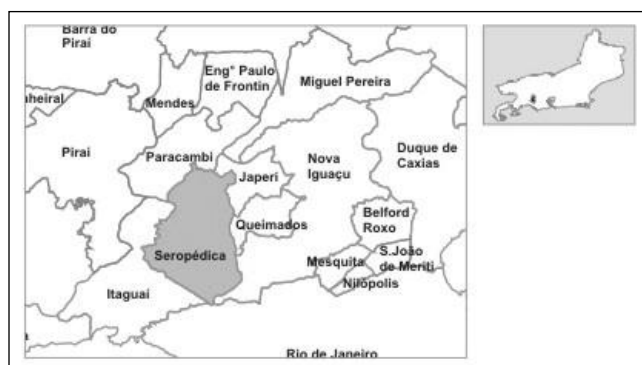 Barra do
Piraí
Engº Paulo
de Frontin
Miguel Pereira
nheiral
Mendes
Piraí
Paracambi
Japeri
Nova
Iguaçu
Duque de
Caxias
Queimados
Belford
Roxo
Seropédica
Mesquita
S.João
de Meriti
Nilópolis
Itaguaí
Rio de Janeiro